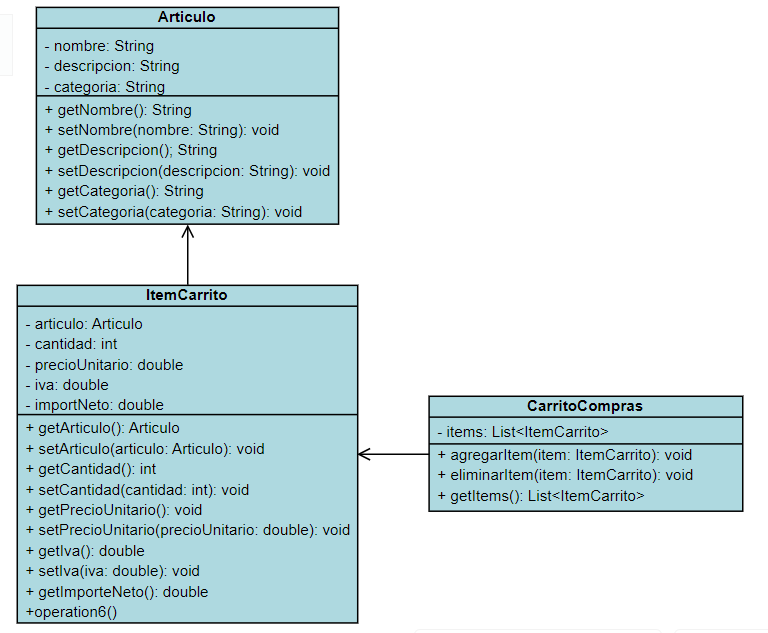 Articulo
- nombre: String
- descripcion: String
- categoria: String
+ getNombre(): String
+ setNombre(nombre: String): void
+ getDescripcion(); String
+ setDescripcion(descripcion: String): void
+ getCategoria(): String
+ setCategoria(categoria: String): void
ItemCarrito
- articulo: Articulo
- cantidad: int
- precioUnitario: double
- iva: double
- importNeto: double
+ getArticulo(): Articulo
+ setArticulo(articulo: Articulo): void
+ getCantidad(): int
+ setCantidad(cantidad: int): void
+ getPrecioUnitario(): void
+ setPrecioUnitario(precioUnitario: double): void
+ getIva(): double
+ setIva(iva: double): void
+ getImporteNeto(): double
+operation6()
CarritoCompras
- items: List<ItemCarrito>
+ agregarItem(item: ItemCarrito): void
+ eliminarItem(item: ItemCarrito): void
+ getItems(): List<ItemCarrito>